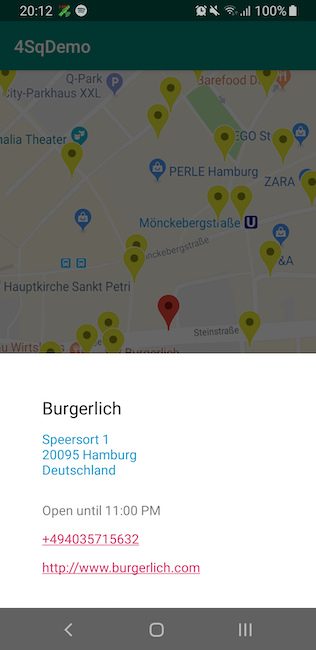 20:12
100%
4SqDemo
Q-Park
City-Parkhaus XXL
Barefood D
halia Theater
EGO St
PERLE Hamburg
ZARA
Mönckebergstraße U
nckebergstraße
&A
Hauptkirche Sankt Petri
Steinstraße
au Wirtsh
Burgerlich
Burgerlich
Speersort 1
20095 Hamburg
Deutschland
Open until 11:00 PM
+494035715632
http://www.burgerlich.com